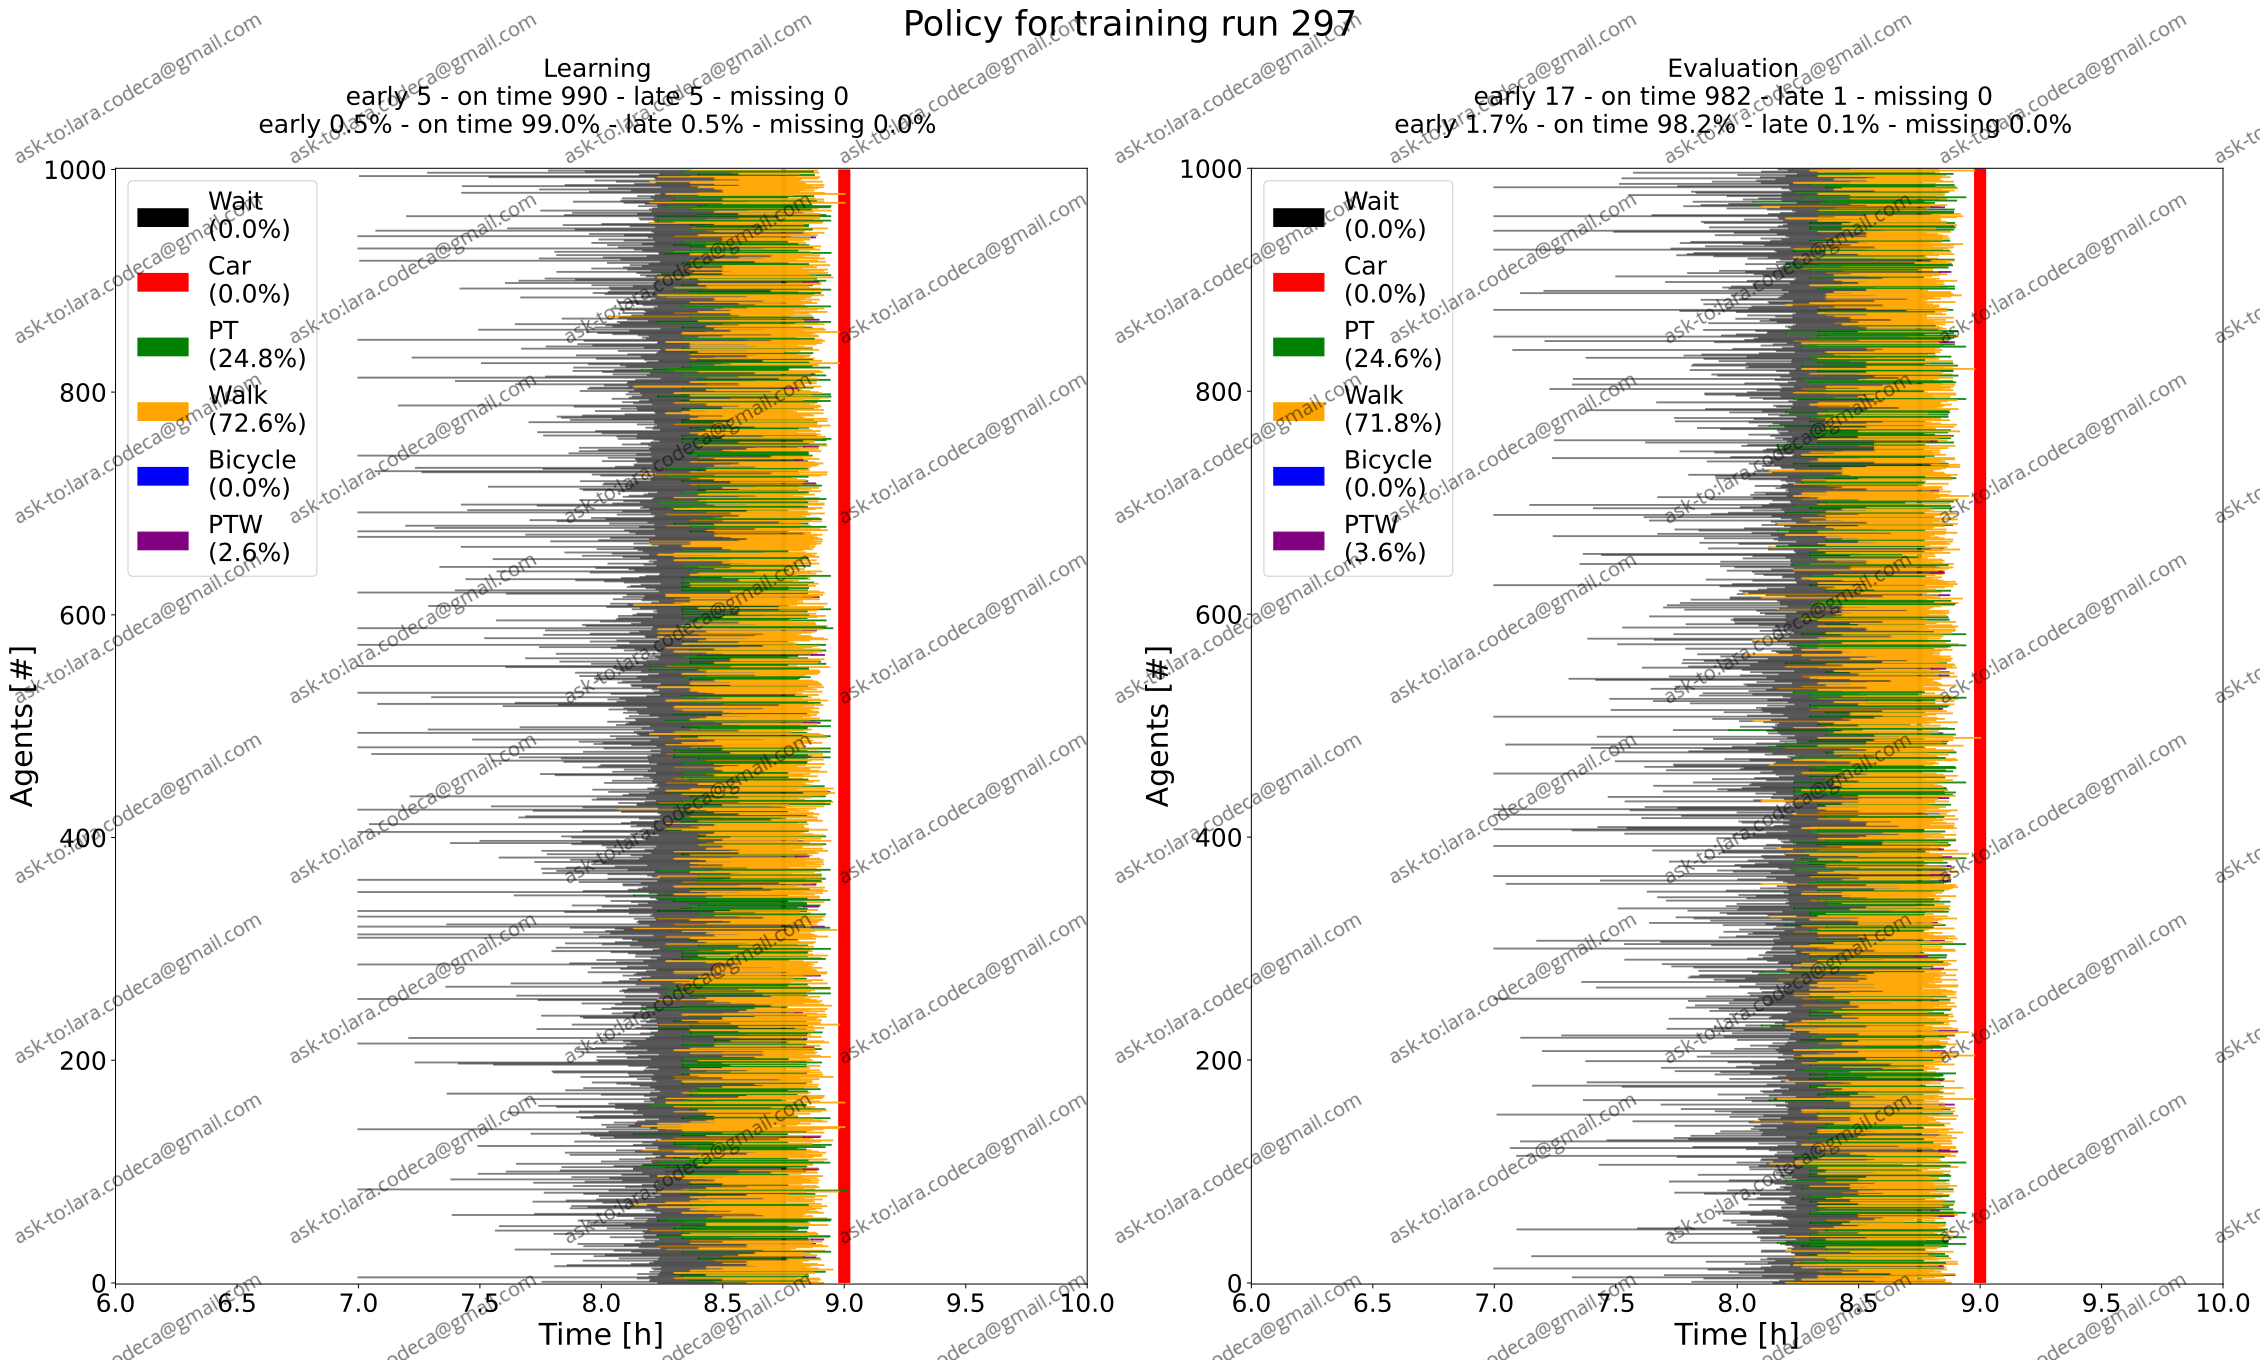 Policy for training run 297
Learning
early 5 - on time 990 - late 5 - missing 0
early 0.5% - on time 99.0% - late 0.5% - missing 0.0%
1000
800
600
400
200
0
Agents [#]
Wait
(0.0%)
Car
(0.0%)
PT
(24.8%)
Walk
(72.6%)
Bicycle
(0.0%)
PTW
(2.6%)
6.0 6.5 7.0 7.5 8.0 8.5 9.0 9.5 10.0
Time [h]
Evaluation
early 17 - on time 982 - late 1 - missing 0
early 1.7% - on time 98.2% - late 0.1% - missing 0.0%
1000
800
600
400
200
0
Agents [#]
Wait
(0.0%)
Car
(0.0%)
PT
(24.6%)
Walk
(71.8%)
Bicycle
(0.0%)
PTW
(3.6%)
6.0 6.5 7.0 7.5 8.0 8.5 9.0 9.5 10.0
Time [h]
ask-to:lara.codeca@gmail.com